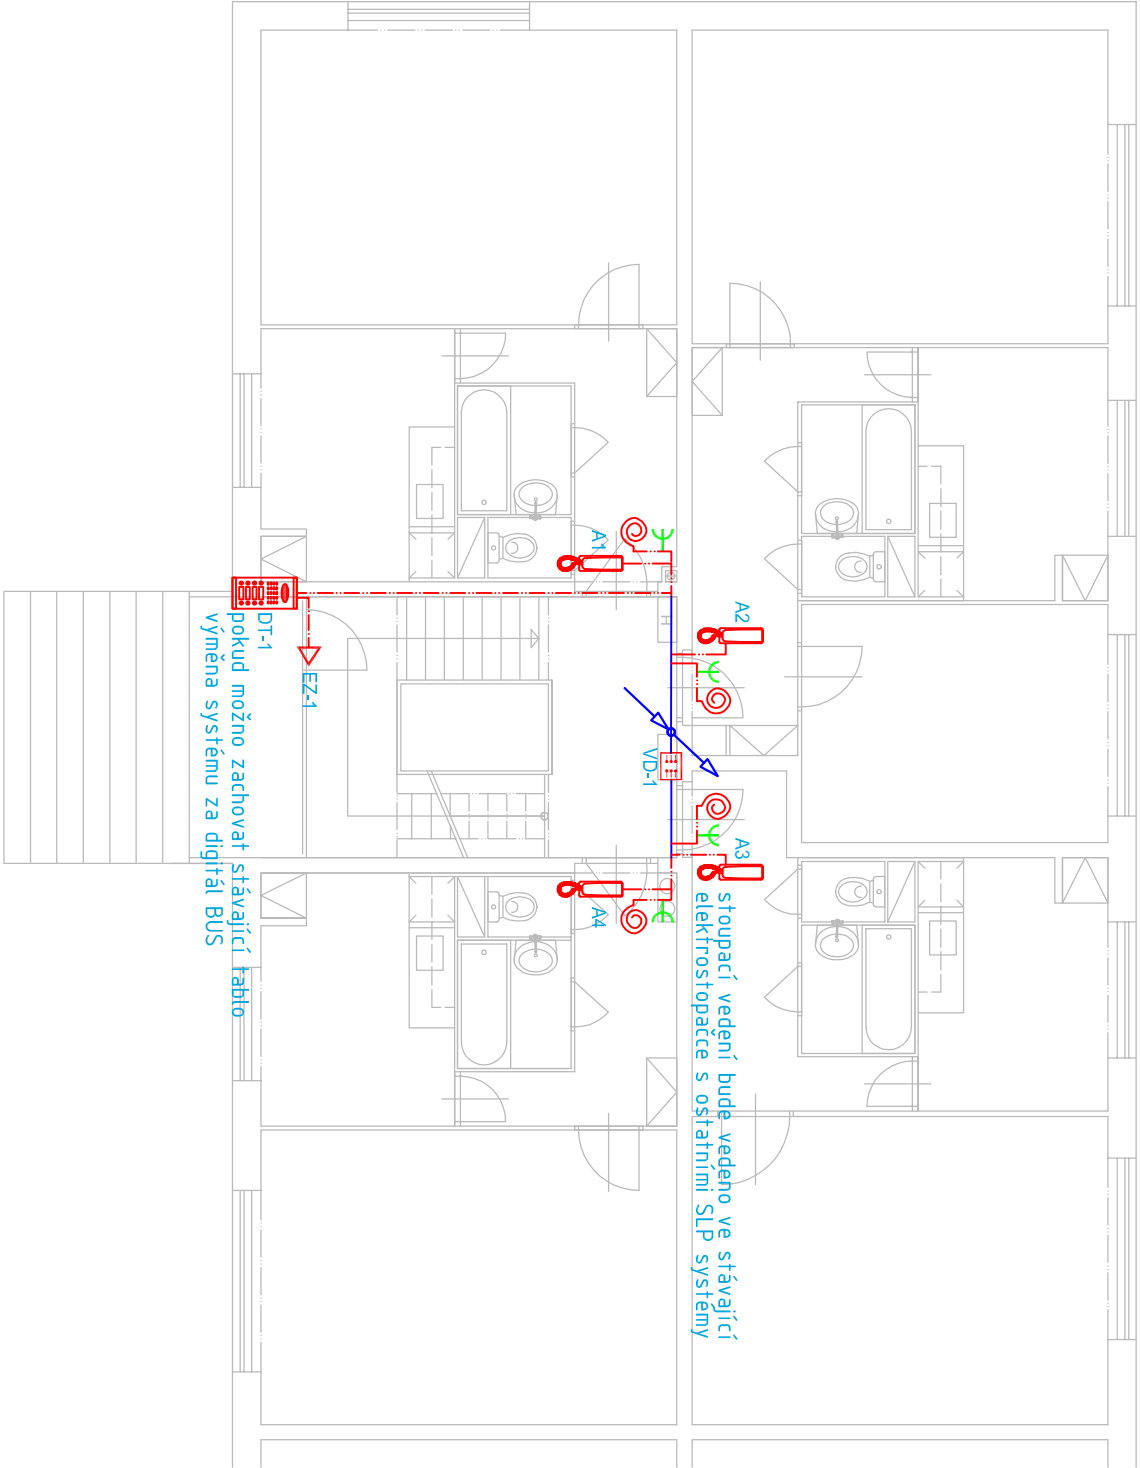 A1
A2
DT-1
pokud možno zachovat stávající tablo
výměna systému za digitál BUS
EZ-1
VD-1
A3
A4
stoupací vedení bude vedeno ve stávající
elektrostopačce s ostatními SLP systémy